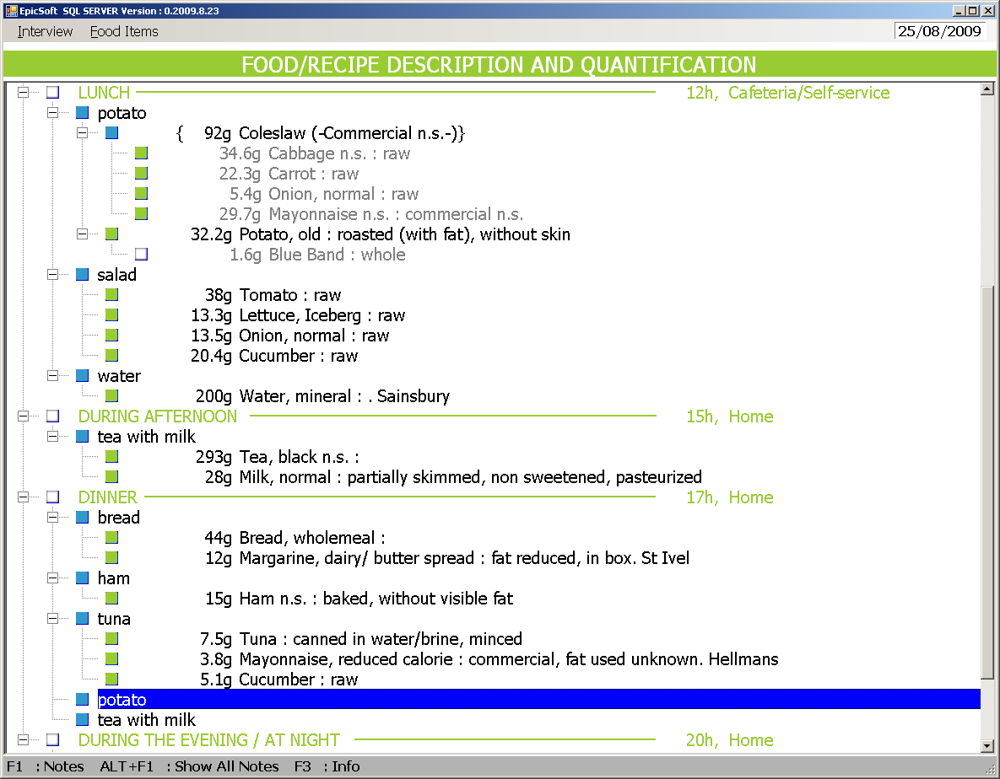 EpicSoft SQL SERVER Version : 0.2009.8.23
Interview Food Items 25/08/2009
FOOD/RECIPE DESCRIPTION AND QUANTIFICATION
LUNCH 12h, Cafeteria/Self-service
potato
{ 92g Coleslaw (-Commercial n.s.-)}
34.6g Cabbage n.s. : raw
22.3g Carrot : raw
5.4g Onion, normal : raw
29.7g Mayonnaise n.s. : commercial n.s.
32.2g Potato, old : roasted (with fat), without skin
1.6g Blue Band : whole
salad
38g Tomato : raw
13.3g Lettuce, Iceberg : raw
13.5g Onion, normal : raw
20.4g Cucumber : raw
water
200g Water, mineral : . Sainsbury
DURING AFTERNOON 15h, Home
tea with milk
293g Tea, black n.s. :
28g Milk, normal : partially skimmed, non sweetened, pasteurized
DINNER 17h, Home
bread
44g Bread, wholemeal :
12g Margarine, dairy/ butter spread : fat reduced, in box. St Ivel
ham
15g Ham n.s. : baked, without visible fat
tuna
7.5g Tuna : canned in water/brine, minced
3.8g Mayonnaise, reduced calorie : commercial, fat used unknown. Hellmans
5.1g Cucumber : raw
potato
tea with milk
DURING THE EVENING / AT NIGHT 20h, Home
F1 : Notes ALT+F1 : Show All Notes F3 : Info